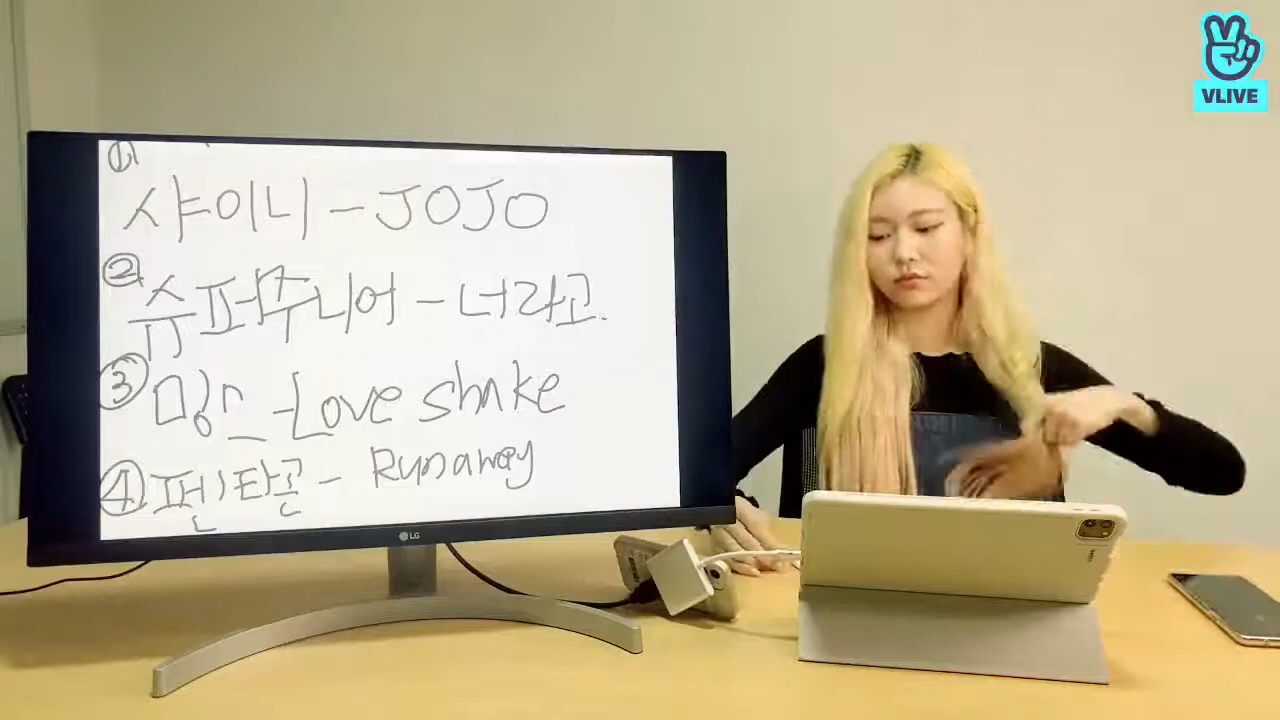 VLIVE
①
샤이니 - JOJO
② 슈퍼주니어 - 너라고.
③ 밍스 - Love shake
④ 펜타곤 - Runaway
LG